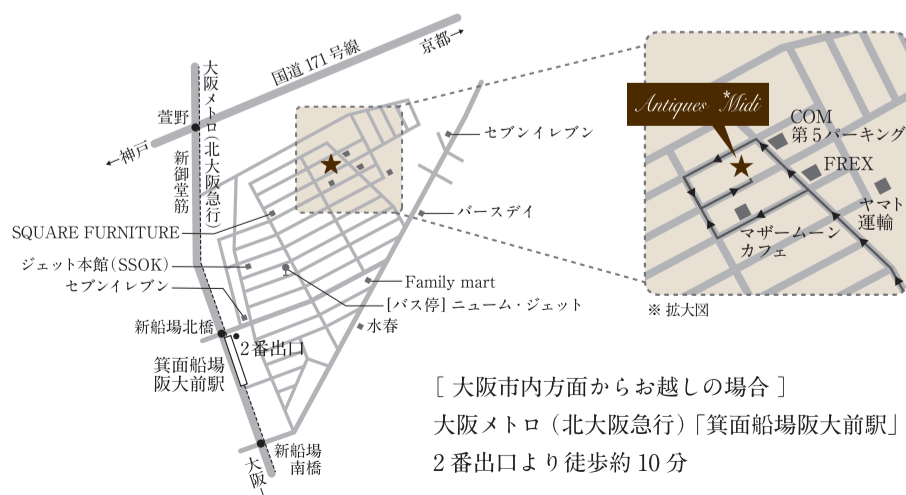 国道171号線
京都→
大阪メトロ(北大阪急行)
萱野
←神戸
新御堂筋
セブンイレブン
バースデイ
SQUARE FURNITURE
ジェット本館(SSOK)
セブンイレブン
Family mart
[バス停]ニューム・ジェット
水春
新船場北橋
2番出口
箕面船場
阪大前駅
新船場
南橋
大阪↓
Antiques *Midi
COM
第5パーキング
FREX
ヤマト
運輸
マザームーン
カフェ
※ 拡大図
[ 大阪市内方面からお越しの場合 ]
大阪メトロ(北大阪急行)「箕面船場阪大前駅」
2番出口より徒歩約10分